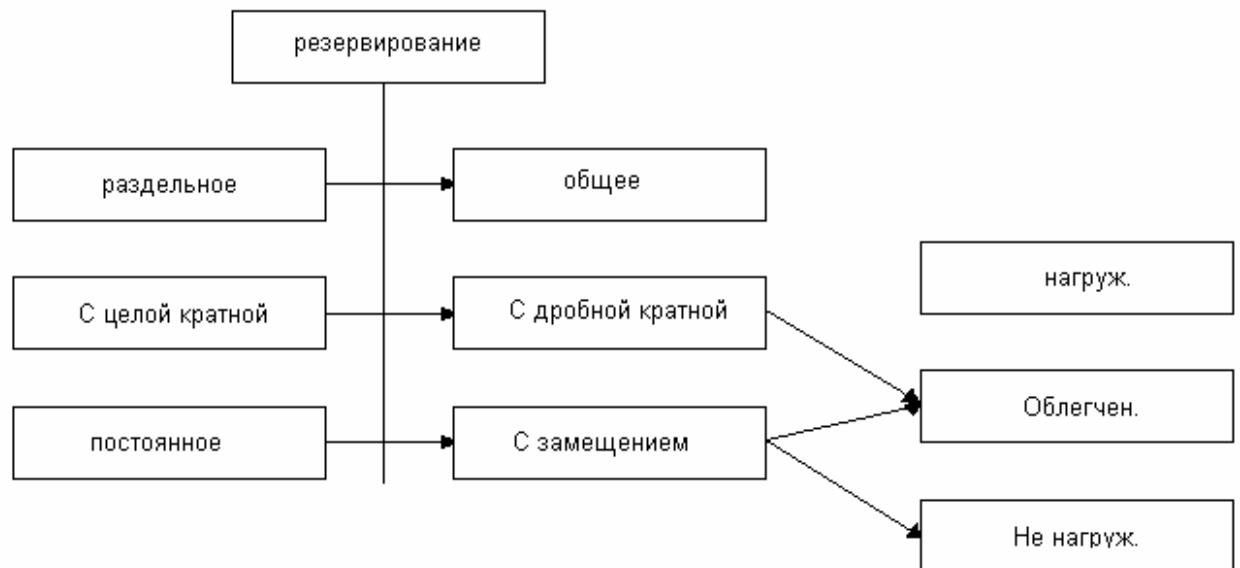 резервирование
раздельное
общее
С целой кратной
С дробной кратной
нагруж.
постоянное
С замещением
Облегчен.
Не нагруж.